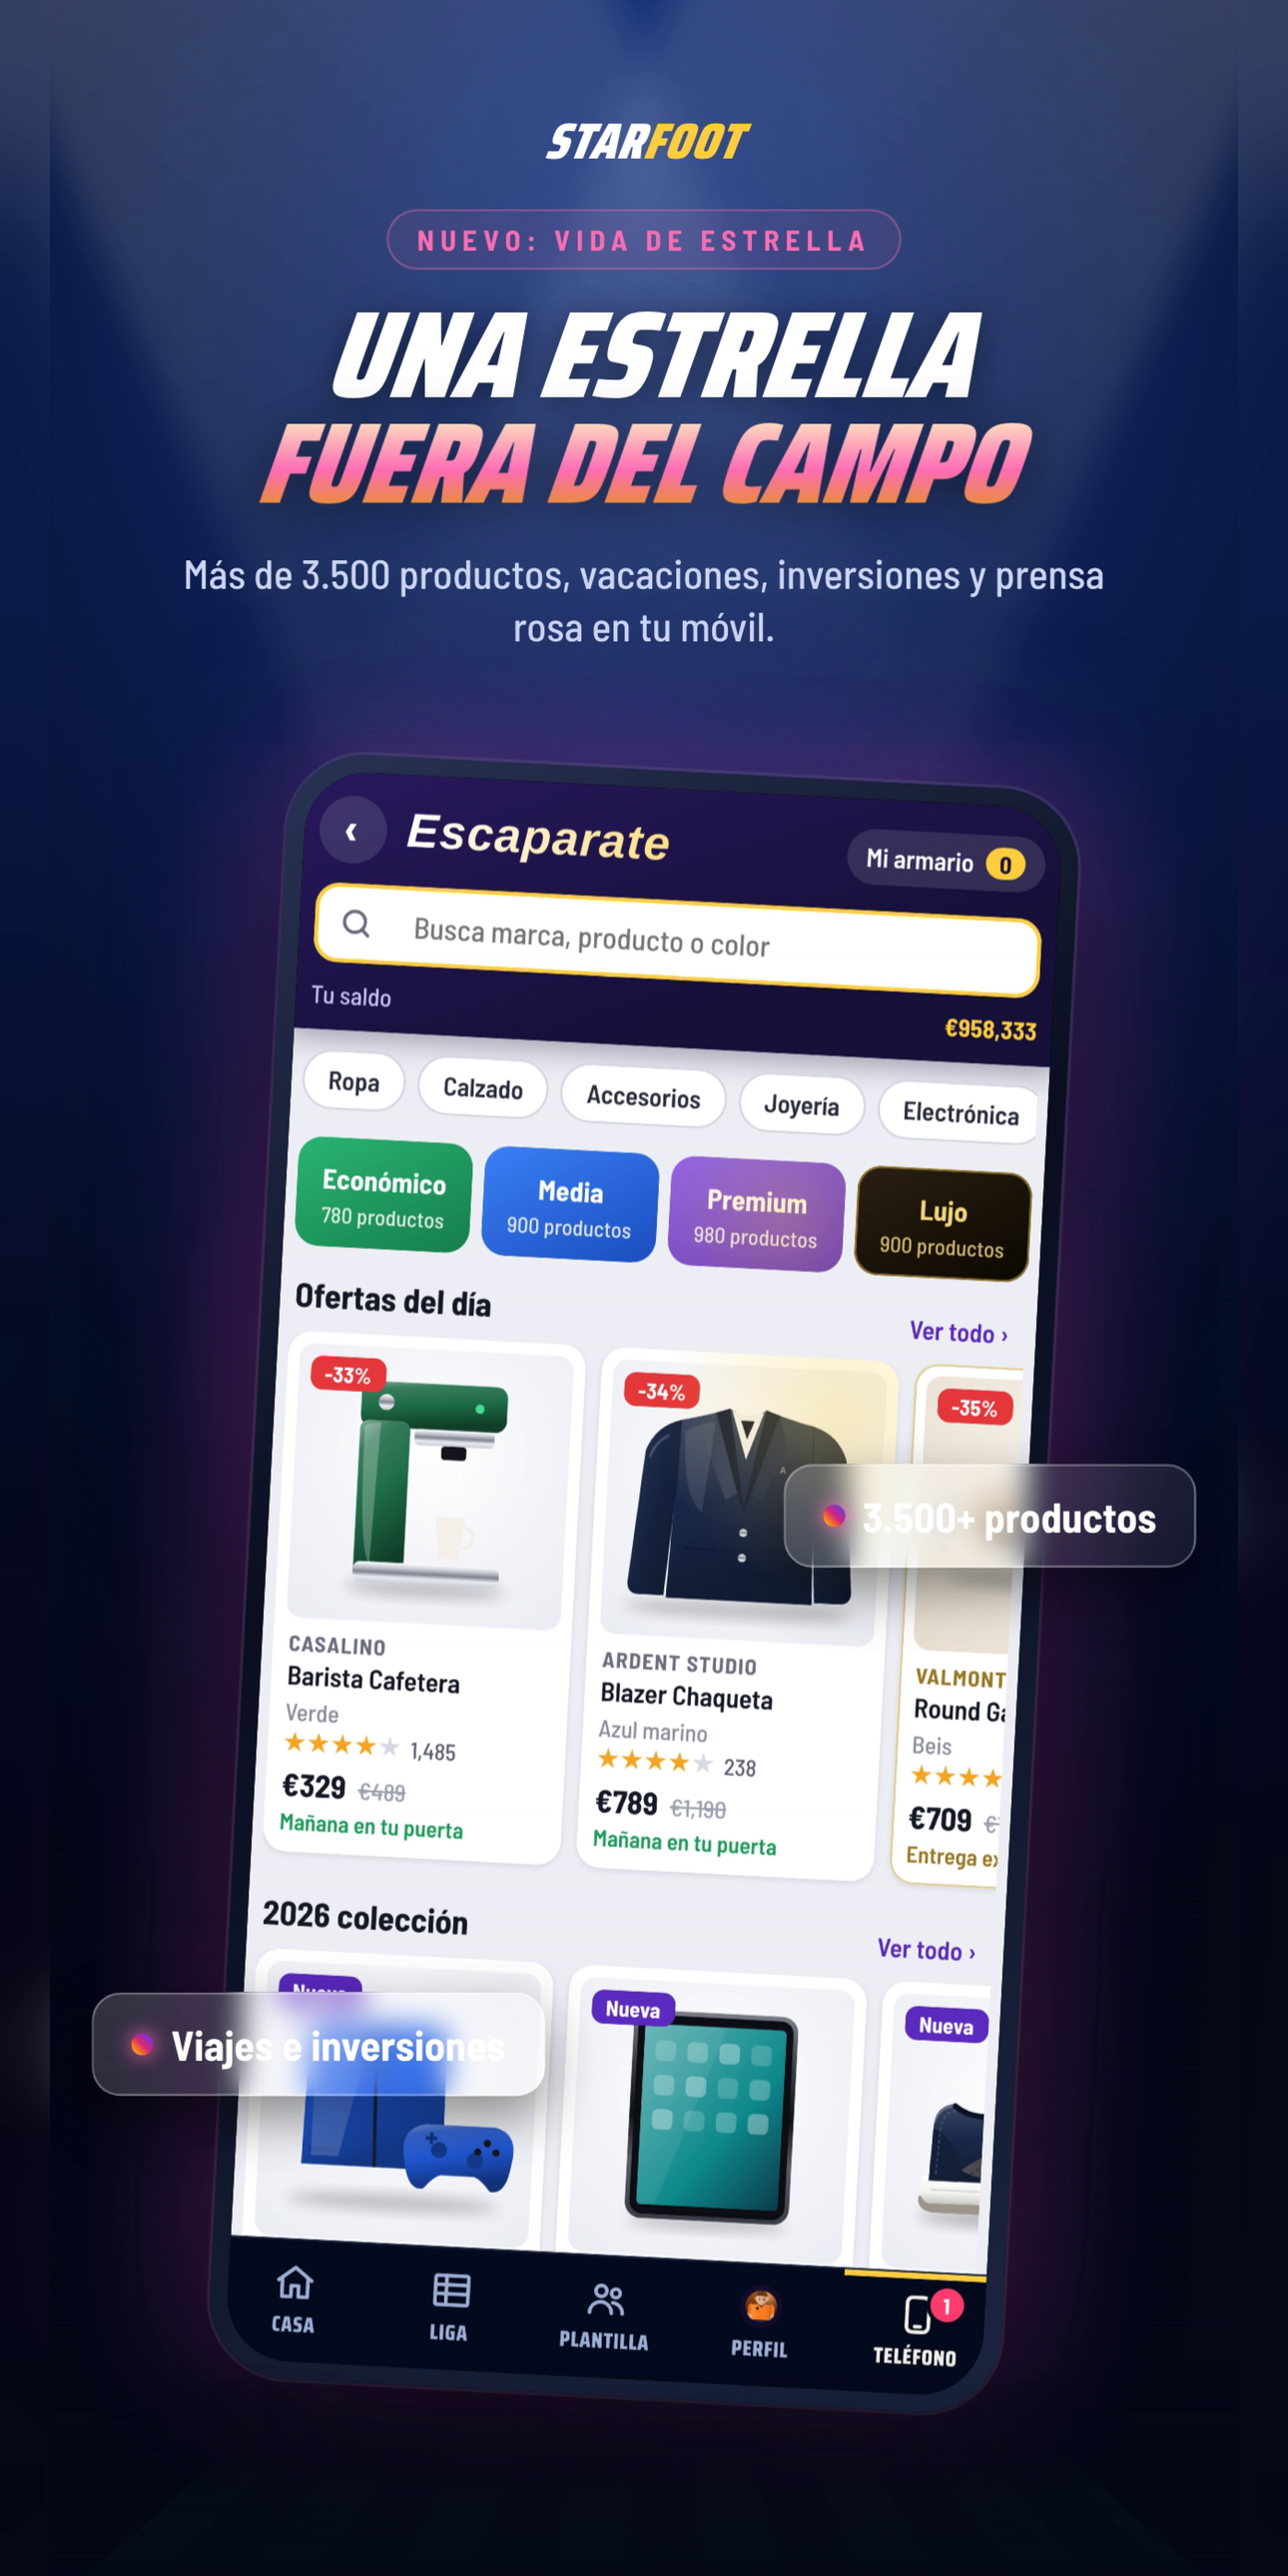 STARFOOT
NUEVO: VIDA DE ESTRELLA
UNA ESTRELLA
FUERA DEL CAMPO
Más de 3.500 productos, vacaciones, inversiones y prensa
rosa en tu móvil.
‹ Escaparate
Mi armario 0
Busca marca, producto o color
Tu saldo
€958,333
Ropa
Calzado
Accesorios
Joyería
Electrónica
Económico
780 productos
Media
900 productos
Premium
980 productos
Lujo
900 productos
Ofertas del día
Ver todo ›
-33%
-34%
-35%
3.500+ productos
CASALINO
Barista Cafetera
Verde
1,485
€329 €489
Mañana en tu puerta
ARDENT STUDIO
Blazer Chaqueta
Azul marino
238
€789 €1,190
Mañana en tu puerta
VALMONT
Round
Beis
€709
Entrega
2026 colección
Ver todo ›
Nueva
Nueva
Viajes e inversiones
CASA
LIGA
PLANTILLA
PERFIL
TELÉFONO
1